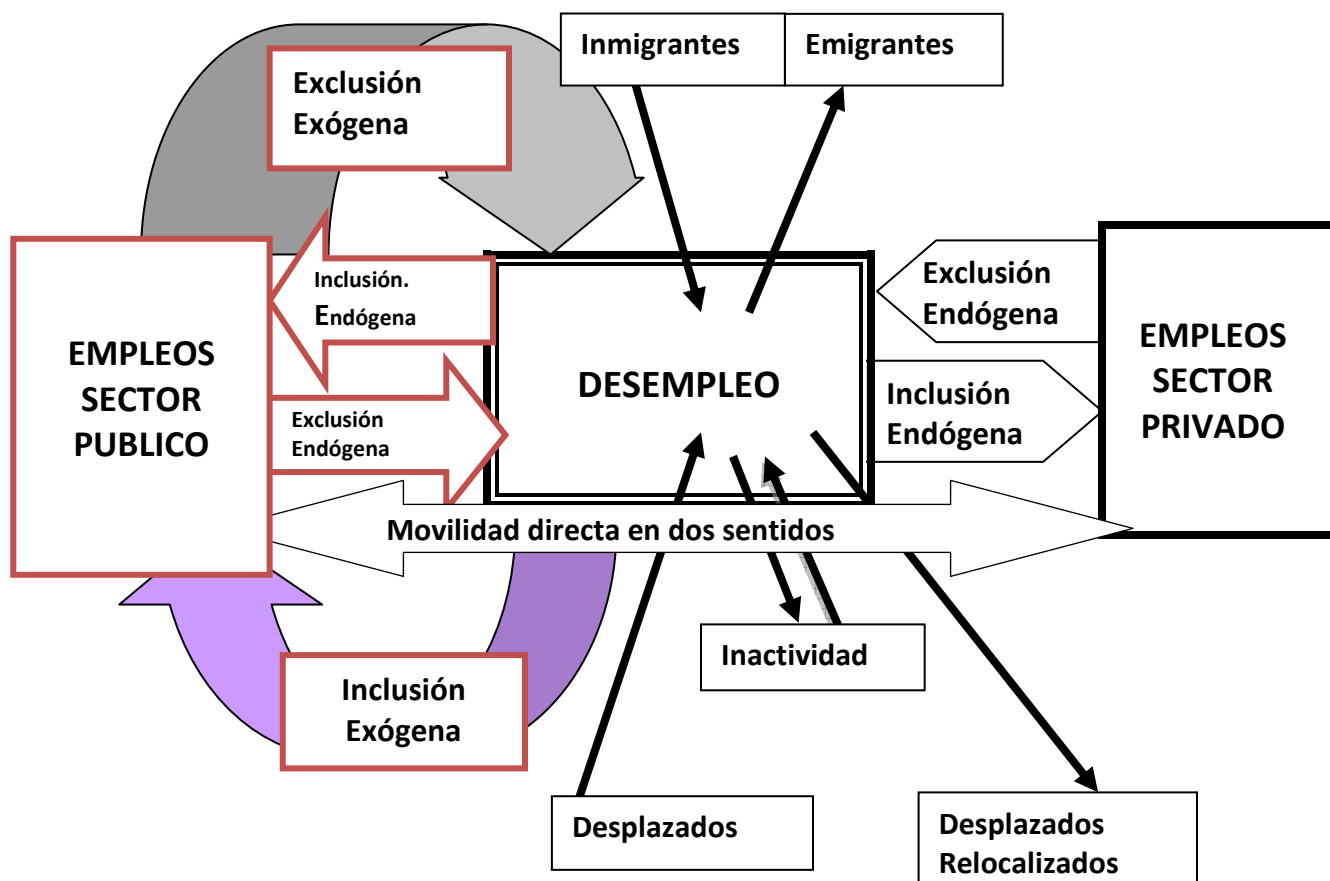 Inmigrantes
Emigrantes
Exclusión
Exógena
Inclusión.
Endógena
Exclusión
Endógena
EMPLEOS
SECTOR
PUBLICO
DESEMPLEO
Exclusión
Endógena
Inclusión
Endógena
EMPLEOS
SECTOR
PRIVADO
Movilidad directa en dos sentidos
Inactividad
Inclusión
Exógena
Desplazados
Desplazados
Relocalizados